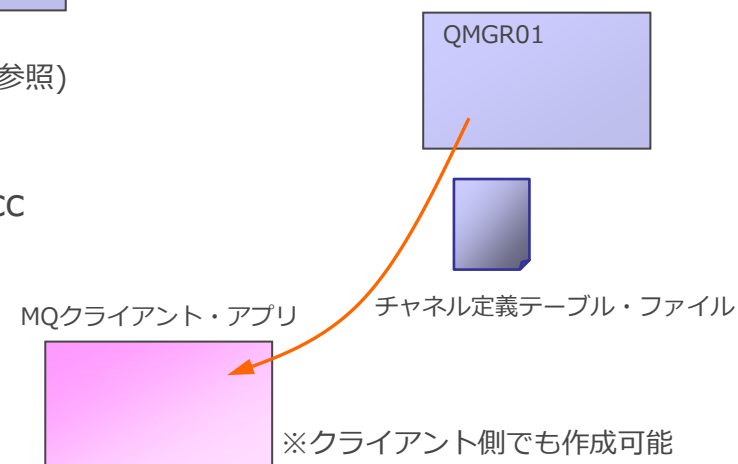 QMGR01
参照)
cc
チャネル定義テーブル・ファイル
MQクライアント・アプリ
※クライアント側でも作成可能